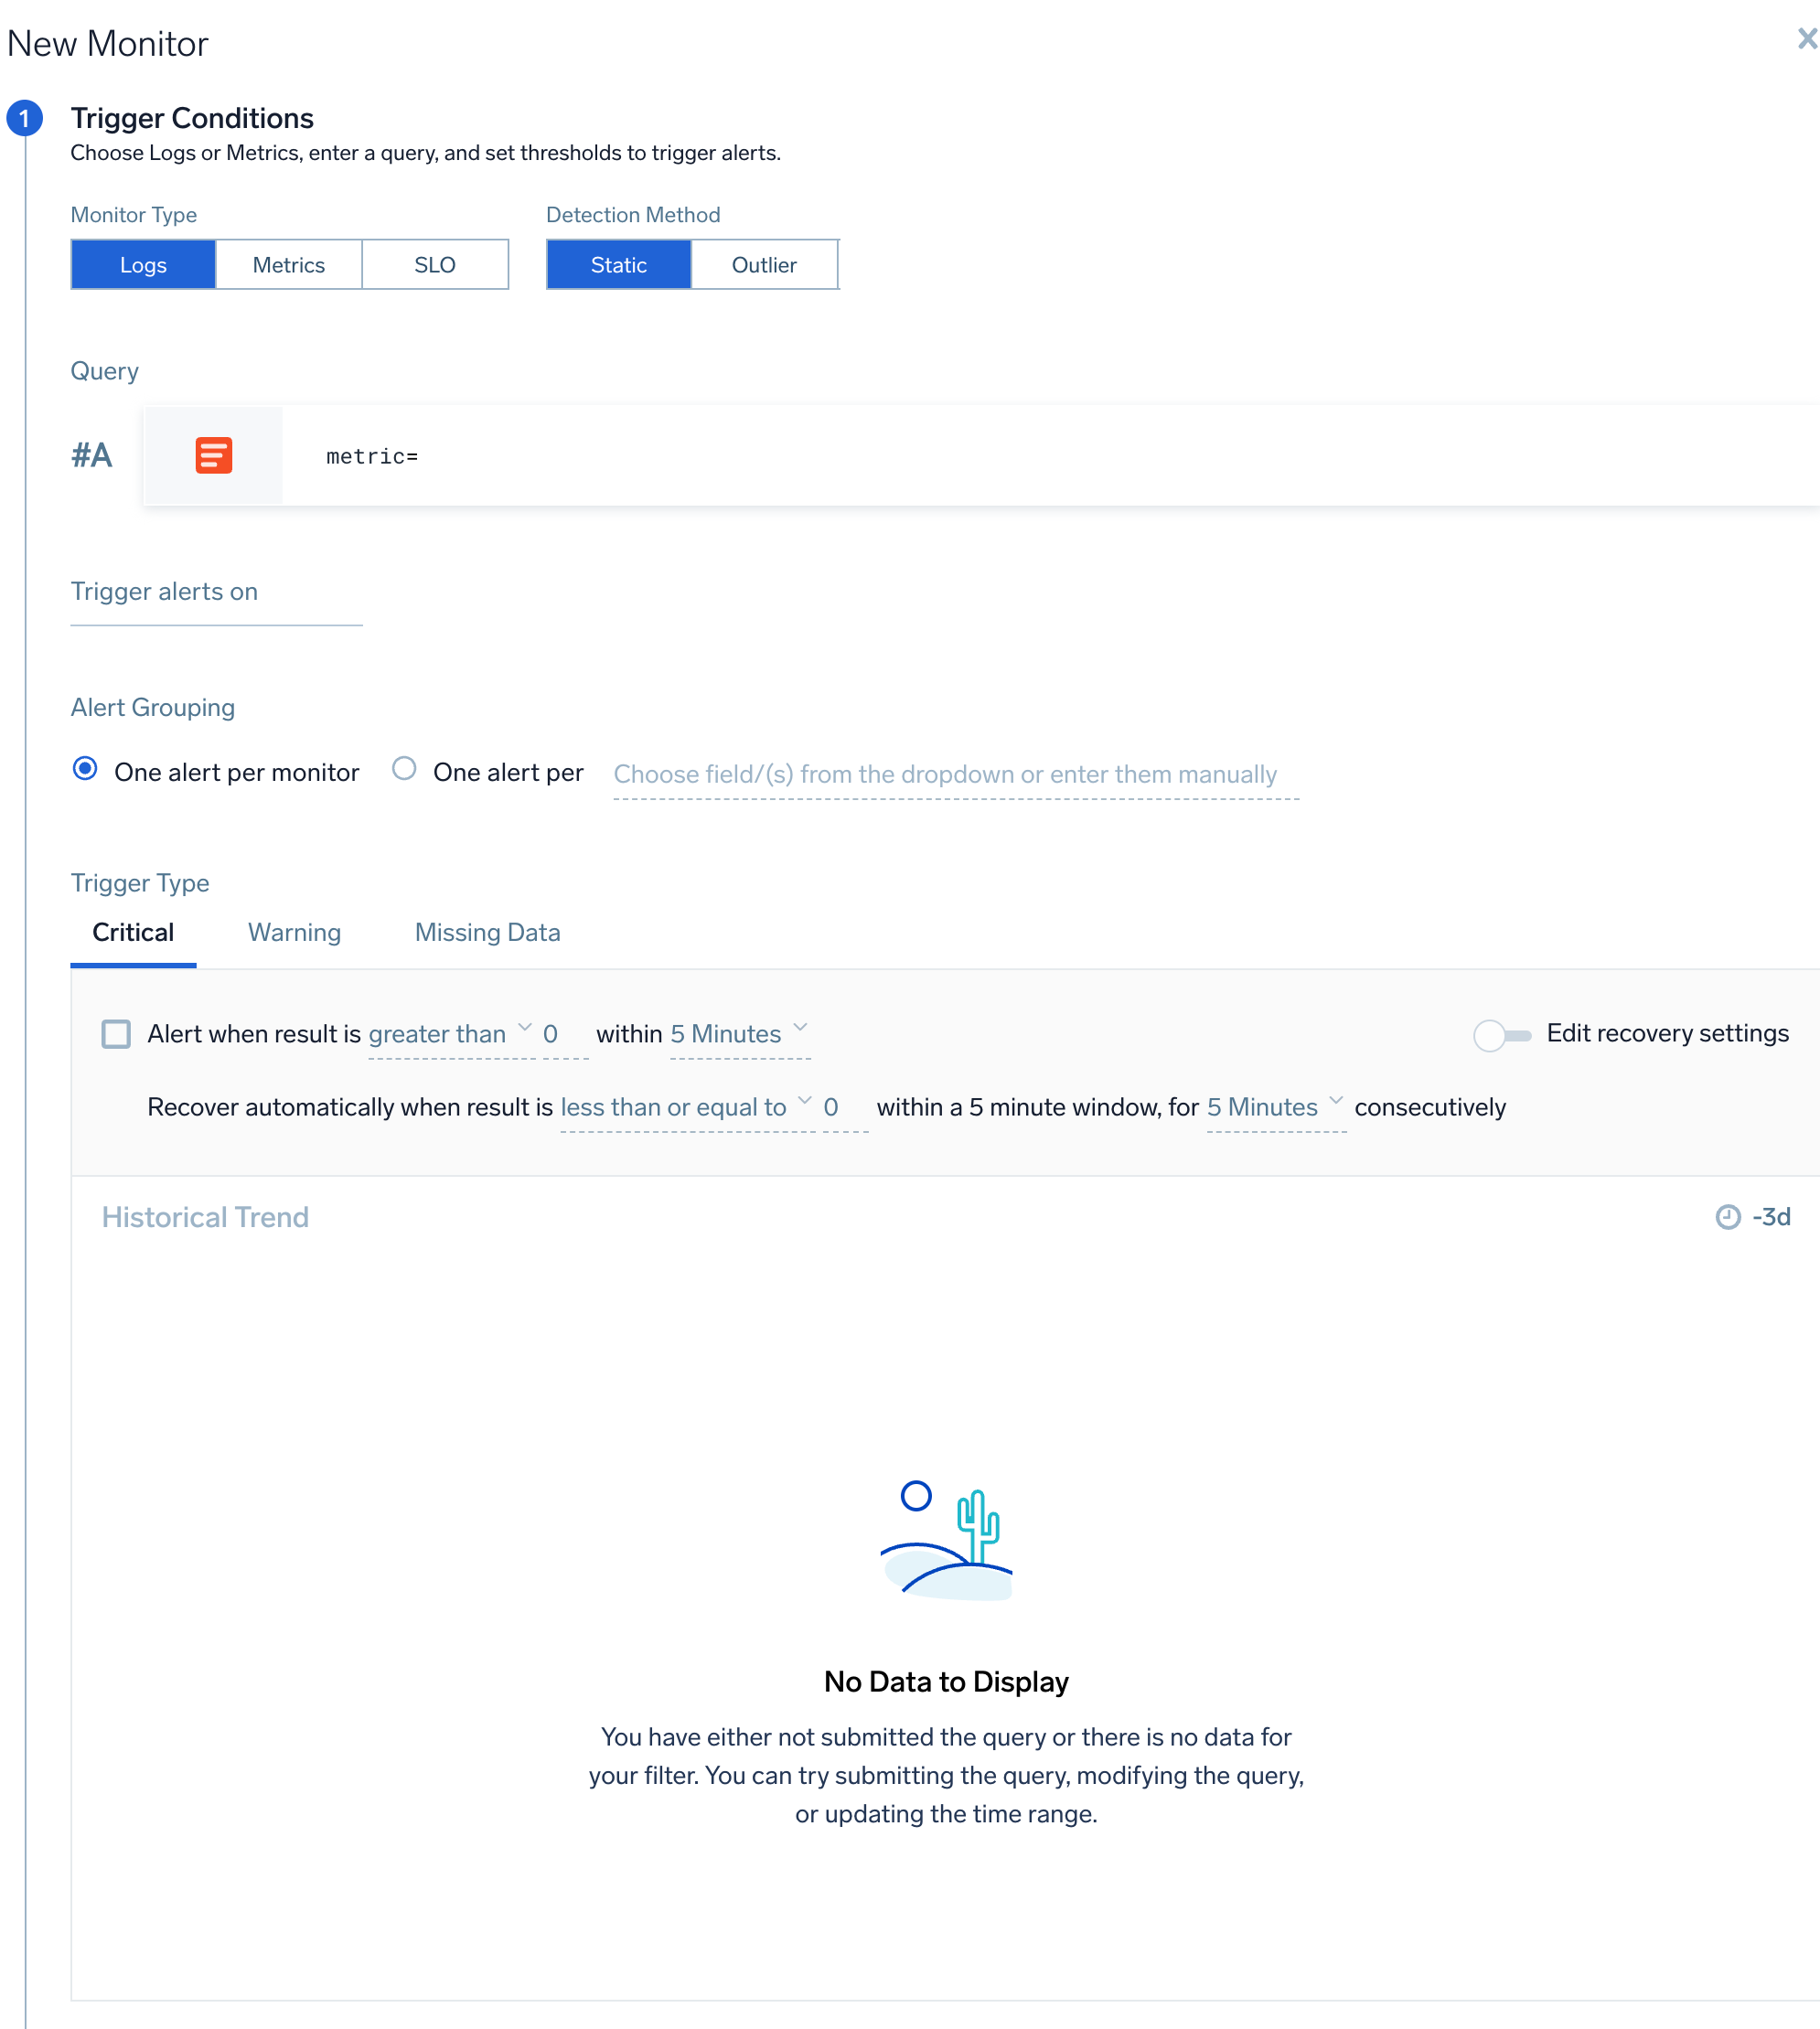 New Monitor
1
Trigger Conditions
Choose Logs or Metrics, enter a query, and set thresholds to trigger alerts.
Monitor Type Detection Method
Logs Metrics SLO Static Outlier
Query
#A metric=
Trigger alerts on
Alert Grouping
One alert per monitor One alert per Choose field/(s) from the dropdown or enter them manually
Trigger Type
Critical Warning Missing Data
Alert when result is greater than 0 within 5 Minutes Edit recovery settings
Recover automatically when result is less than or equal to 0 within a 5 minute window, for 5 Minutes consecutively
Historical Trend -3d
No Data to Display
You have either not submitted the query or there is no data for
your filter. You can try submitting the query, modifying the query,
or updating the time range.